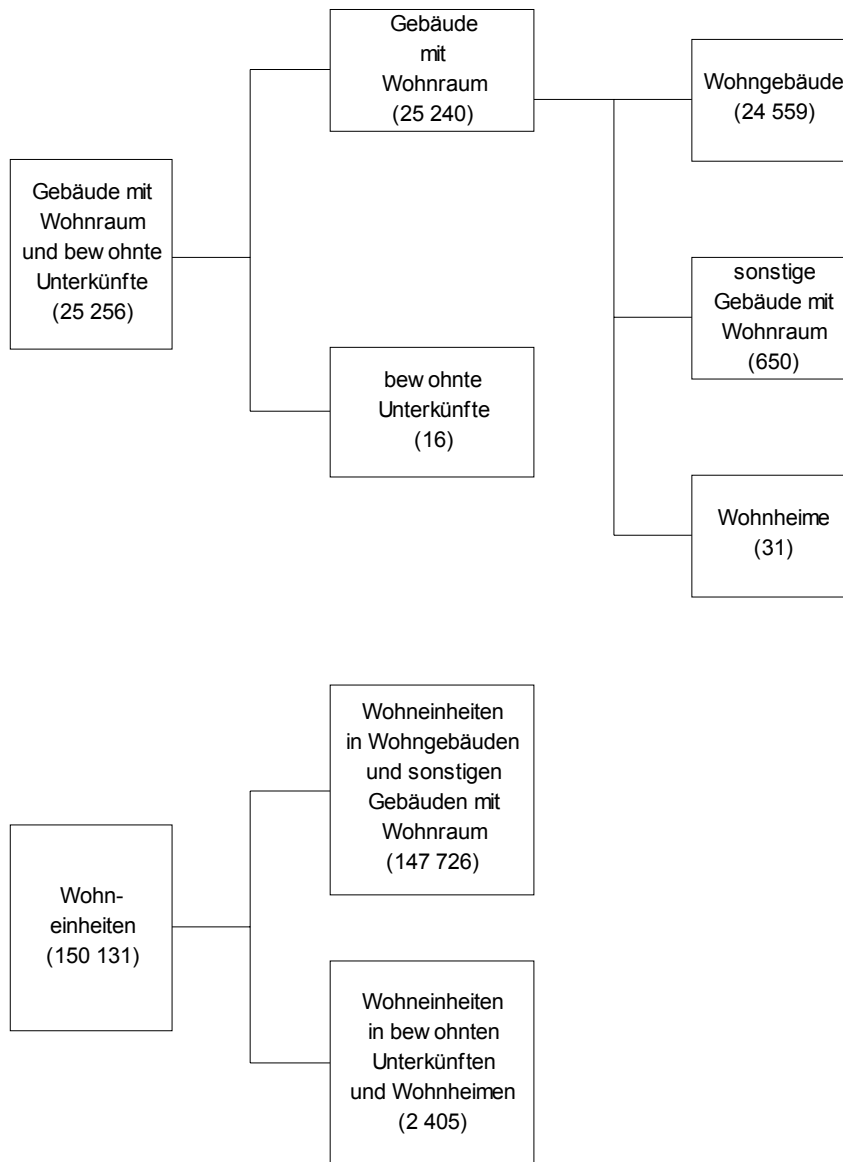 Gebäude
mit
Wohnraum
(25 240)
Wohngebäude
(24 559)
Gebäude mit
Wohnraum
und bewohnte
Unterkünfte
(25 256)
sonstige
Gebäude mit
Wohnraum
(650)
bewohnte
Unterkünfte
(16)
Wohnheime
(31)
Wohneinheiten
in Wohngebäuden
und sonstigen
Gebäuden mit
Wohnraum
(147 726)
Wohn-
einheiten
(150 131)
Wohneinheiten
in bewohnten
Unterkünften
und Wohnheimen
(2 405)